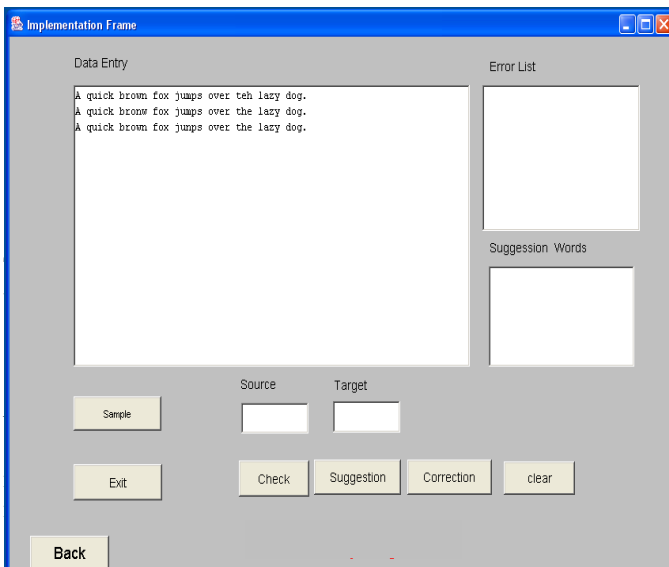 Implementation Frame
Data Entry
Error List
A quick brown fox jumps over teh lazy dog.
A quick bronw fox jumps over the lazy dog.
A quick brown fox junps over the lazy dog.
Suggession Words
Source
Target
Sample
Exit
Check
Suggestion
Correction
clear
Back